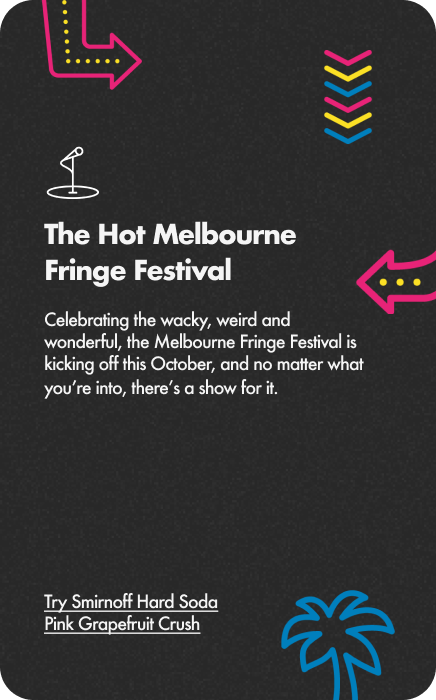 The Hot Melbourne
Fringe Festival
Celebrating the wacky, weird and
wonderful, the Melbourne Fringe Festival is
kicking off this October, and no matter what
you’re into, there’s a show for it.
Try Smirnoff Hard Soda
Pink Grapefruit Crush